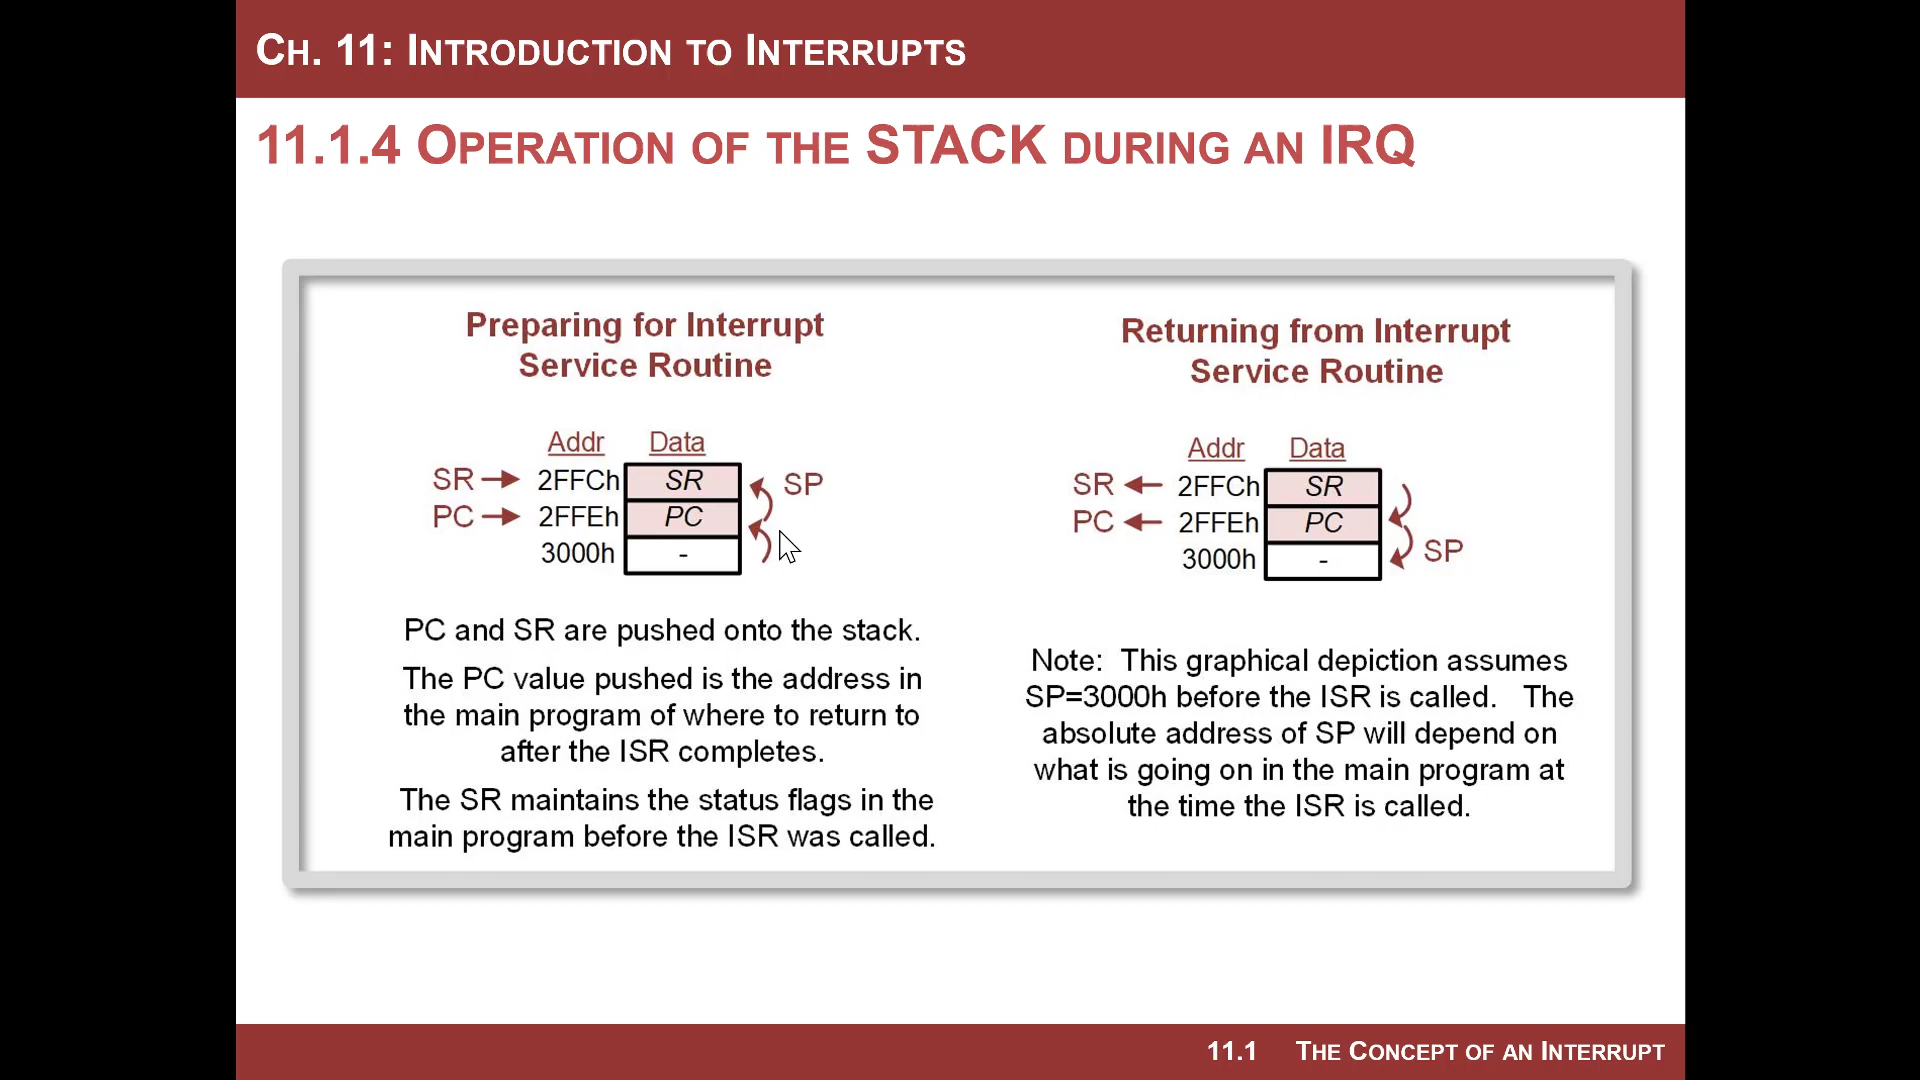 CH. 11: INTRODUCTION TO INTERRUPTS
11.1.4 OPERATION OF THE STACK DURING AN IRQ
Preparing for Interrupt
Service Routine
Addr Data
SR 2FFCh SR SP
PC 2FFEh PC
3000h -
PC and SR are pushed onto the stack.
The PC value pushed is the address in
the main program of where to return to
after the ISR completes.
The SR maintains the status flags in the
main program before the ISR was called.
Returning from Interrupt
Service Routine
Addr Data
SR 2FFCh SR
PC 2FFEh PC
3000h - SP
Note: This graphical depiction assumes
SP=3000h before the ISR is called. The
absolute address of SP will depend on
what is going on in the main program at
the time the ISR is called.
11.1 THE CONCEPT OF AN INTERRUPT